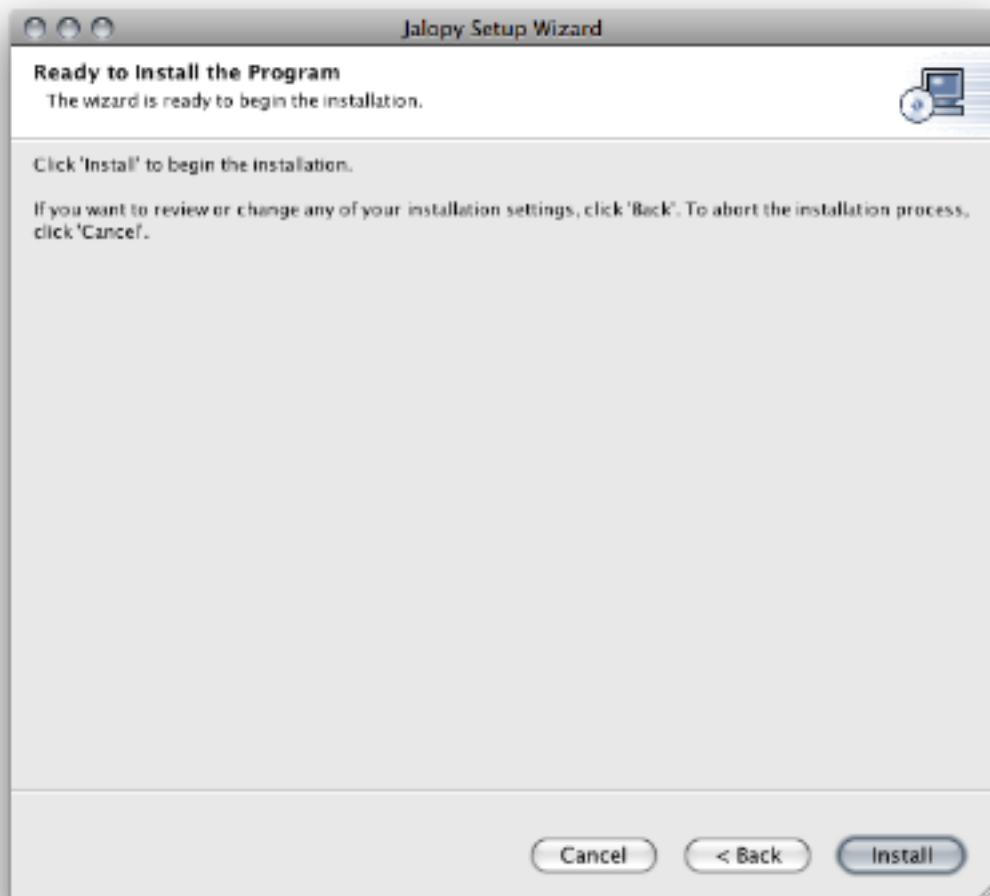 Jalopy Setup Wizard
Ready to Install the Program
The wizard is ready to begin the installation.
Click 'Install' to begin the installation.
If you want to review or change any of your installation settings, click 'Back'. To abort the installation process,
click 'Cancel'.
Cancel
< Back
Install